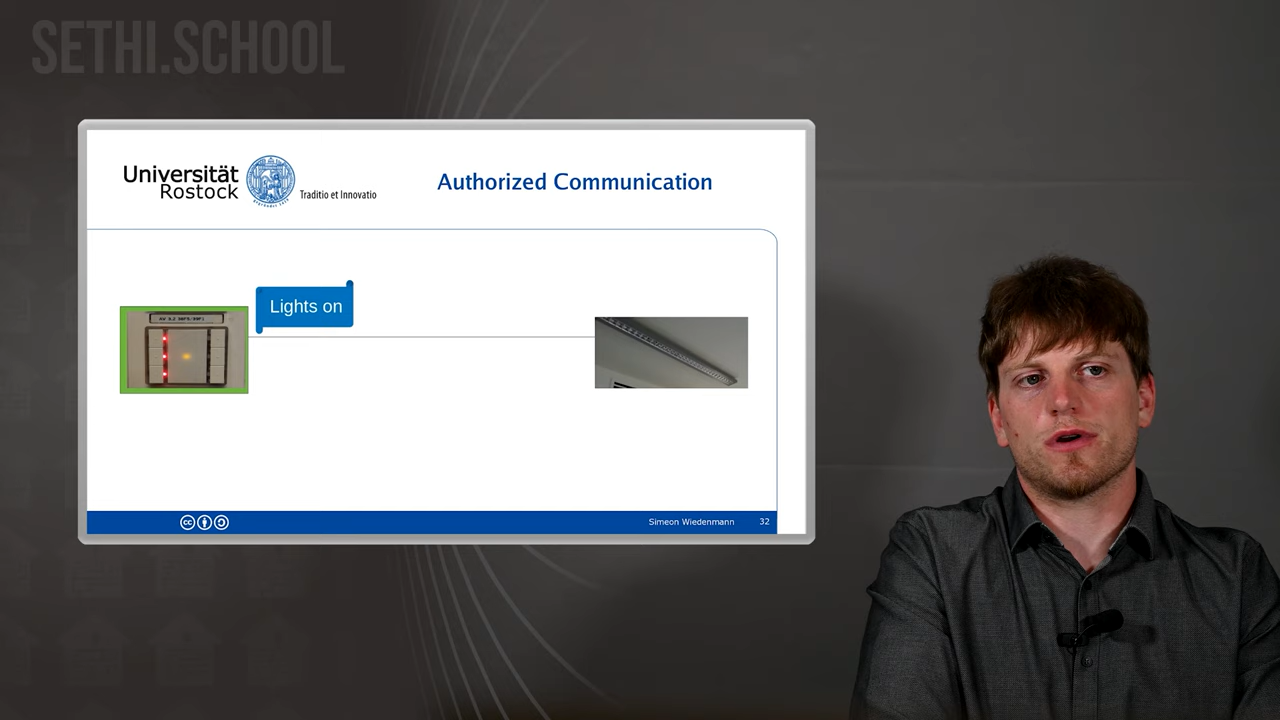 SETHI.SCHOOL
Universität
Rostock
Traditio et Innovatio
Authorized Communication
Lights on
Simeon Wiedenmann
32